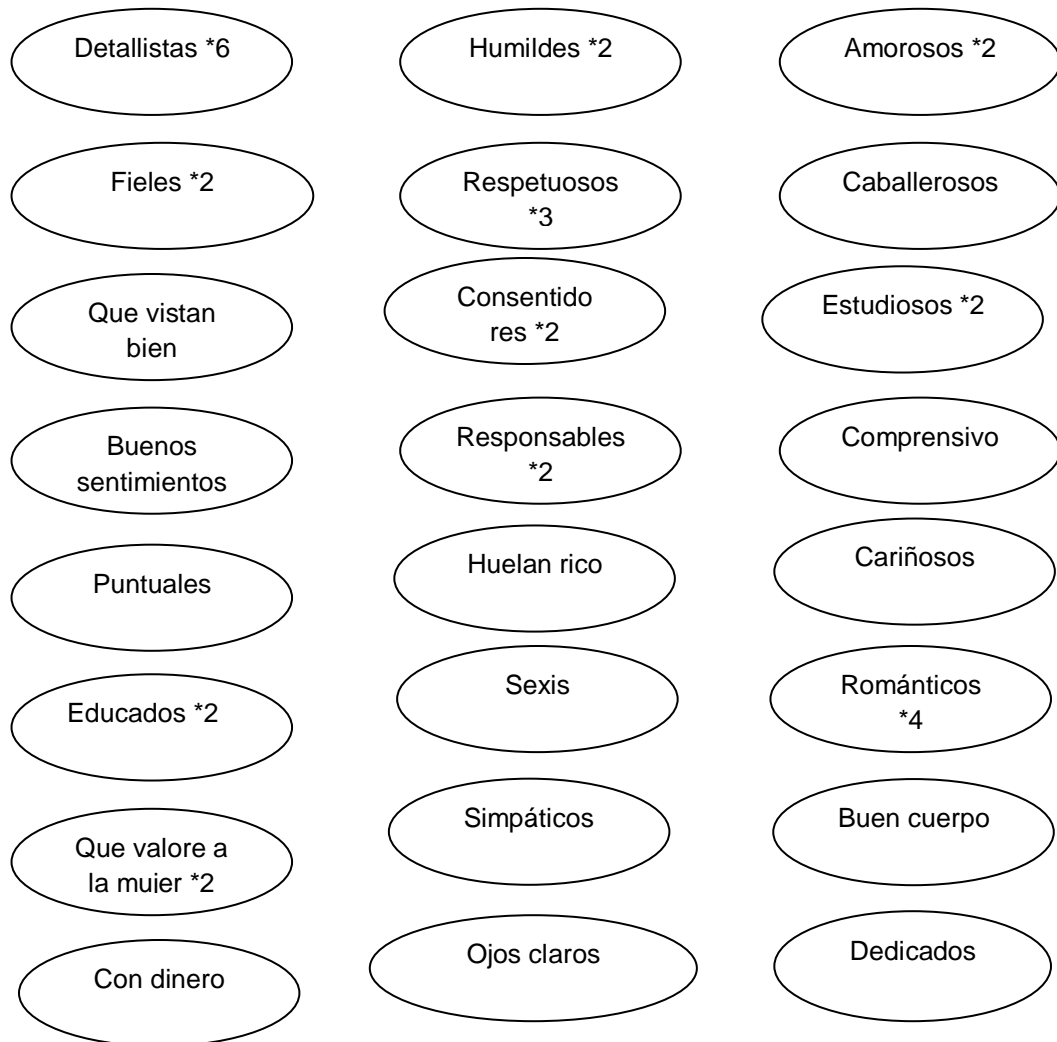 Detallistas *6
Humildes *2
Amorosos *2
Fieles *2
Respetuosos
*3
Caballerosos
Que vistan
bien
Consentido
res *2
Estudiosos *2
Buenos
sentimientos
Responsables
*2
Comprensivo
Puntuales
Huelan rico
Cariñosos
Educados *2
Sexis
Románticos
*4
Que valore a
la mujer *2
Simpáticos
Buen cuerpo
Con dinero
Ojos claros
Dedicados